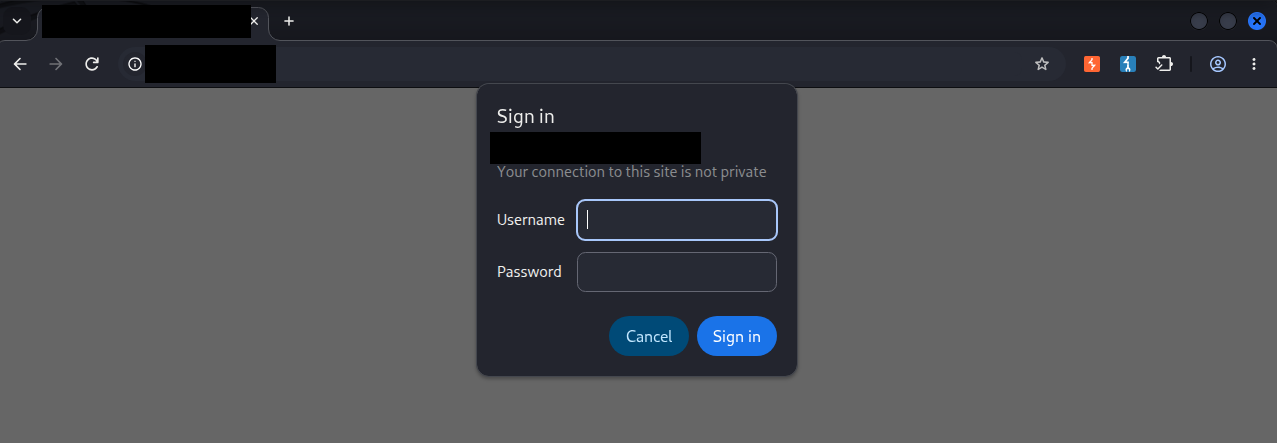 Sign in
Your connection to this site is not private
Username
Password
Cancel
Sign in